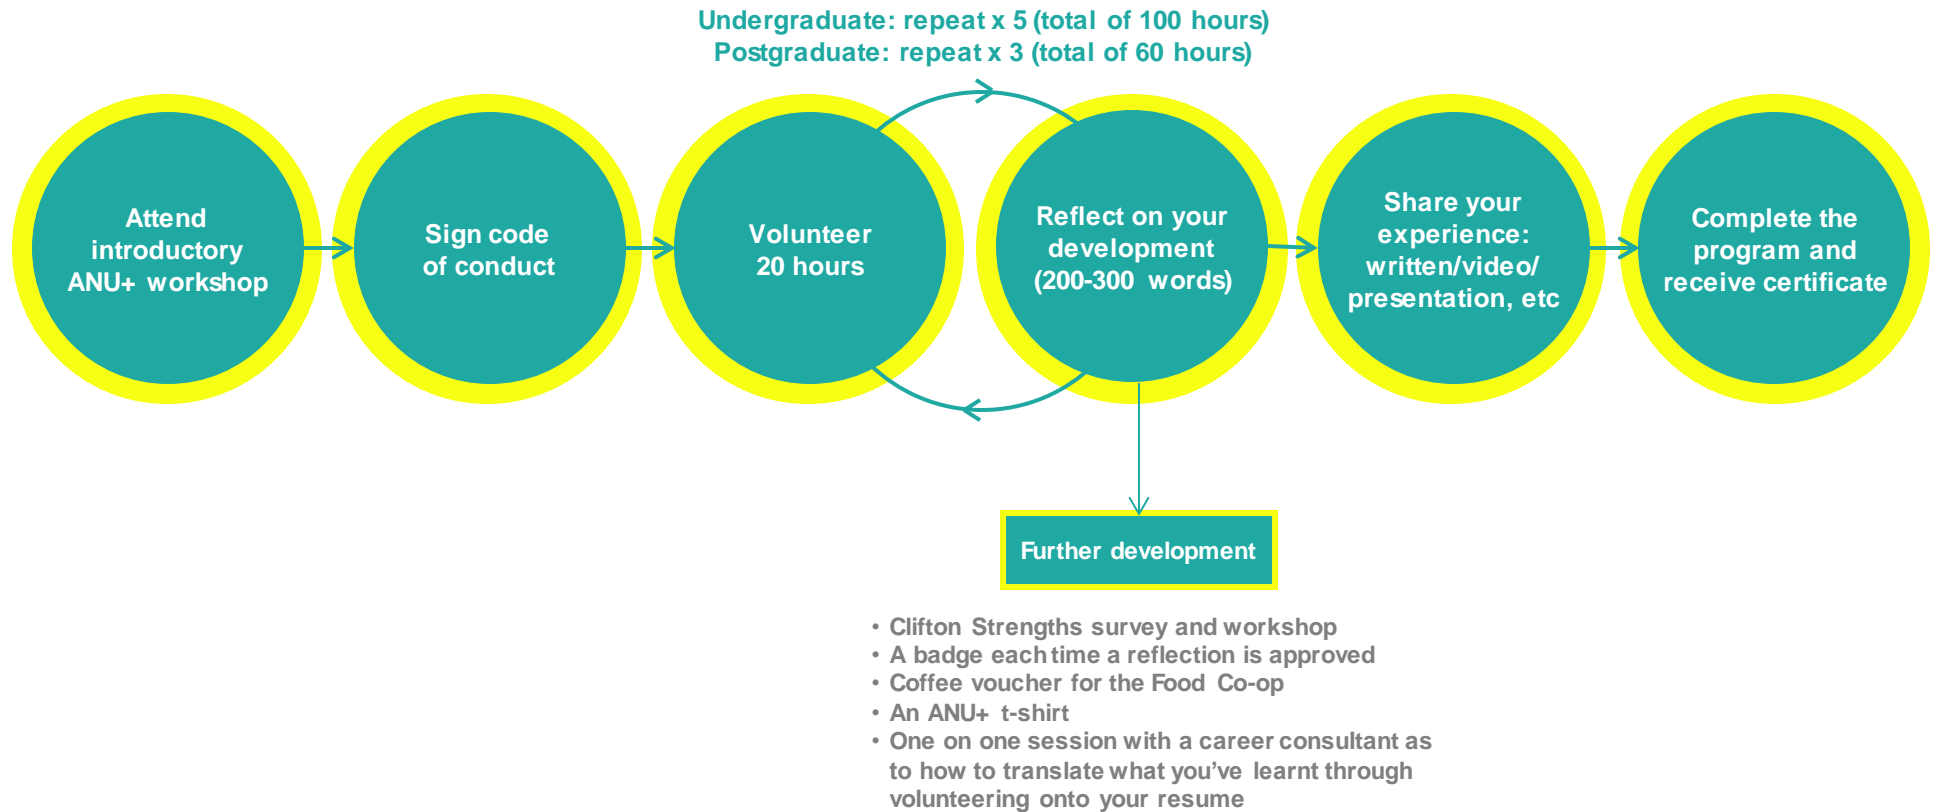 Undergraduate: repeat x 5 (total of 100 hours)
Postgraduate: repeat x 3 (total of 60 hours)
Attend
introductory
ANU+ workshop
Sign code
of conduct
Volunteer
20 hours
Reflect on your
development
(200-300 words)
Share your
experience:
written/video/
presentation, etc
Complete the
program and
receive certificate
Further development
• Clifton Strengths survey and workshop
• A badge each time a reflection is approved
• Coffee voucher for the Food Co-op
• An ANU+ t-shirt
• One on one session with a career consultant as
to how to translate what you’ve learnt through
volunteering onto your resume